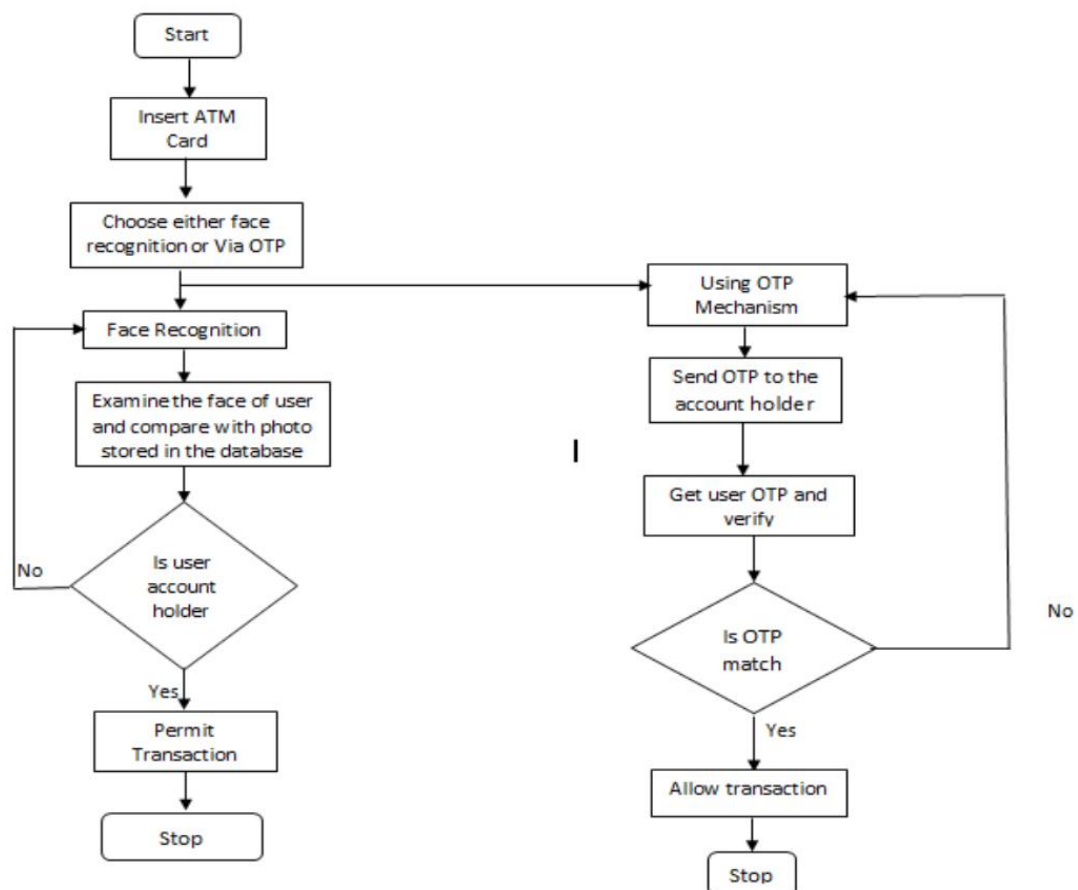 Start
Insert ATM
Card
Choose either face
recognition or Via OTP
Face Recognition
Examine the face of user
and compare with photo
stored in the database
Is user
account
holder
No
Yes
Permit
Transaction
Stop
Using OTP
Mechanism
Send OTP to the
account holder
Get user OTP and
verify
Is OTP
match
No
Yes
Allow transaction
Stop